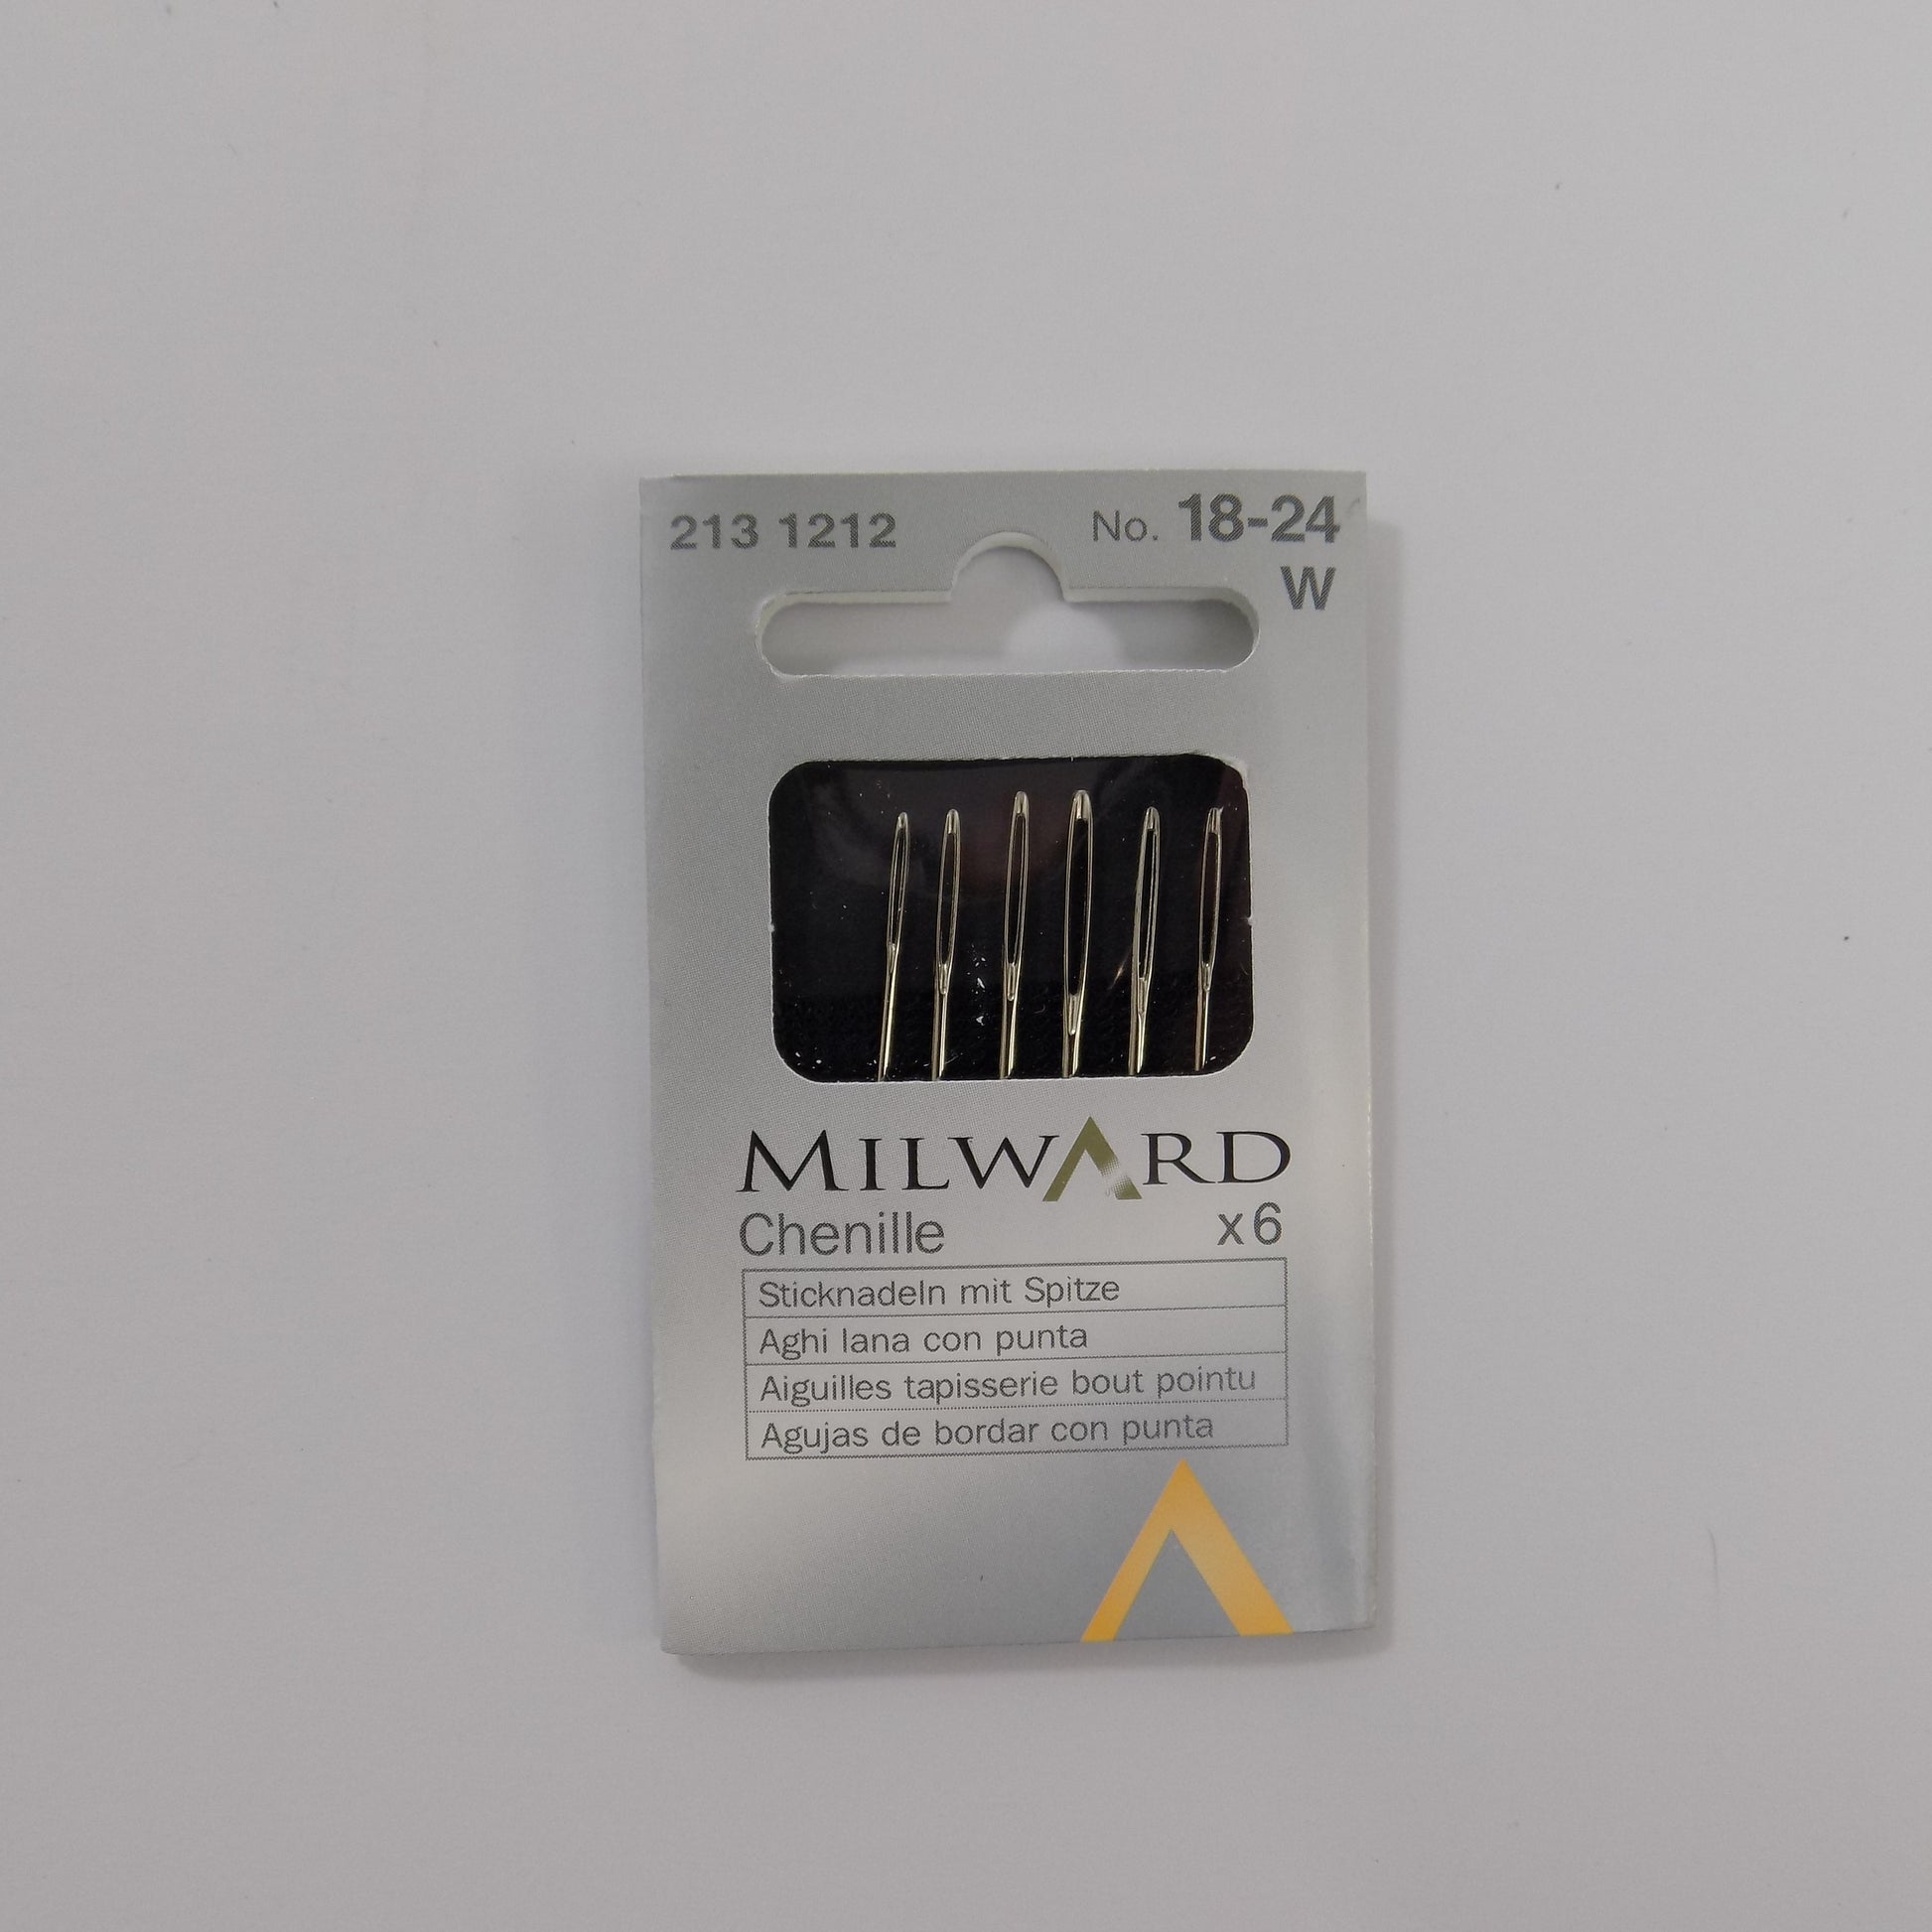 213 1212
No. 18-24
W
MILWARD
Chenille x6
Sticknadeln mit Spitze
Aghi lana con punta
Aiguilles tapisserie bout pointu
Agujas de bordar con punta